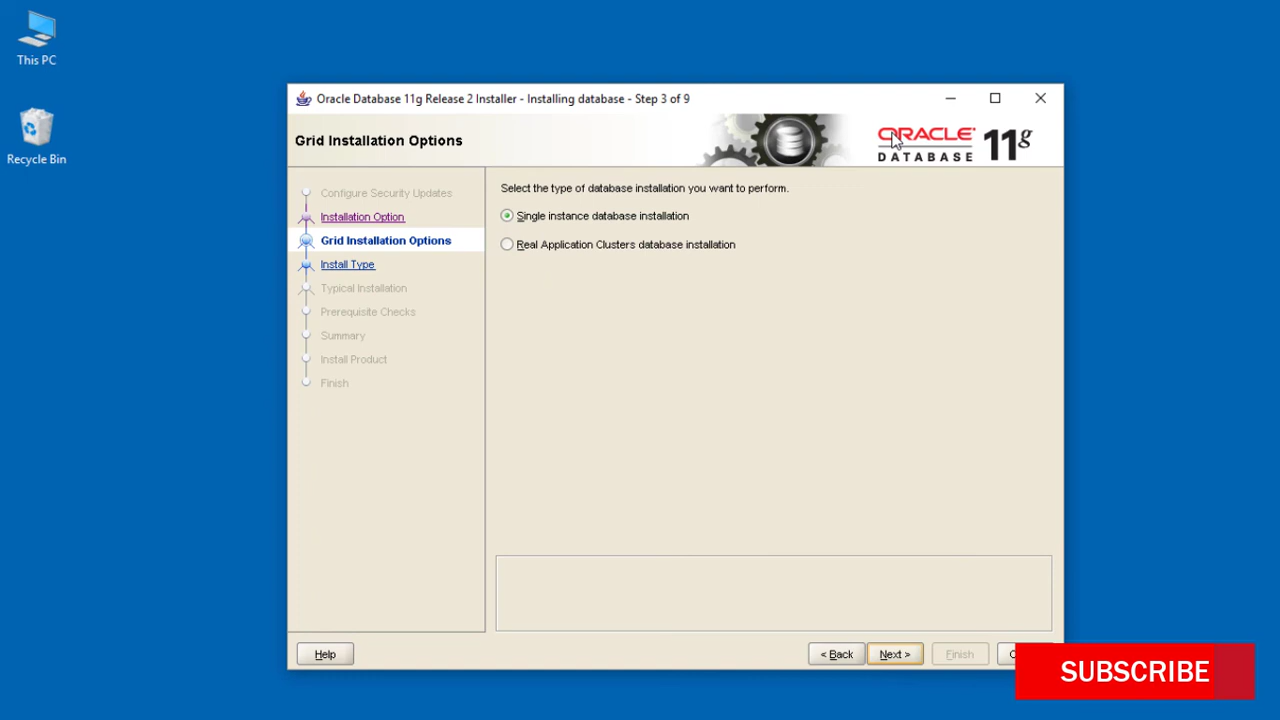 This PC
Recycle Bin
Oracle Database 11g Release 2 Installer - Installing database - Step 3 of 9
Grid Installation Options
ORACLE
DATABASE 11g
Configure Security Updates
Installation Option
Grid Installation Options
Install Type
Typical Installation
Prerequisite Checks
Summary
Install Product
Finish
Select the type of database installation you want to perform.
Single instance database installation
Real Application Clusters database installation
Help
< Back
Next >
Finish
SUBSCRIBE